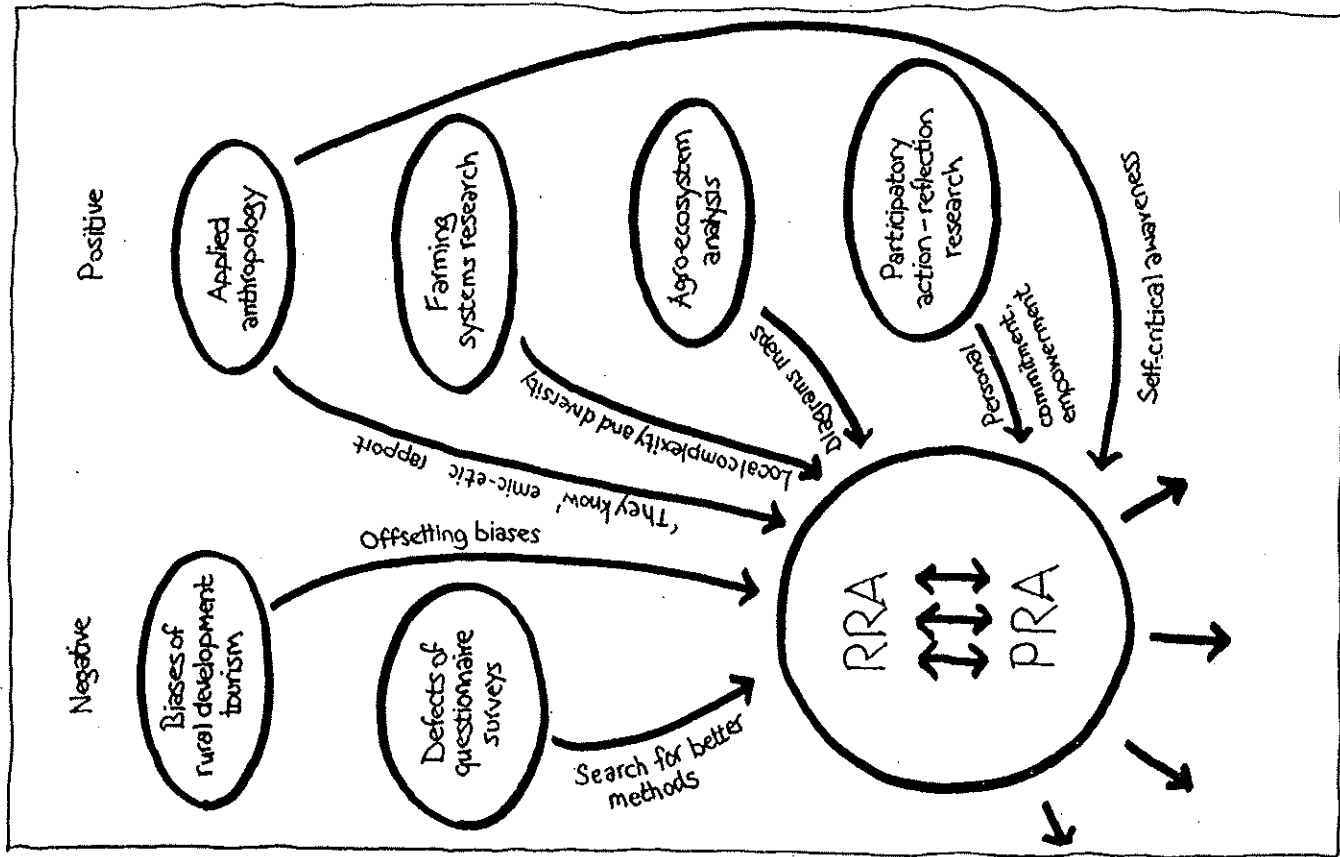 Negative
Positive
Biases of
rural development
tourism
Defects of
questionnaire
surveys
Applied
anthropology
Farming
systems research
Agro-ecosystem
analysis
Participatory
action-reflection
research
Offsetting biases
Search for better
methods
'They know' emic-etic rapport
Local complexity and diversity
Diagrams maps
Personal
commitment,
empowerment
Self-critical awareness
RRA
PRA